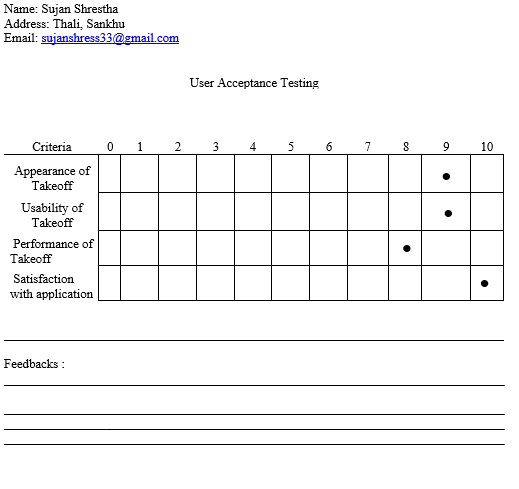 Name: Sujan Shrestha
Address: Thali, Sankhu
Email: sujanshress33@gmail.com
User Acceptance Testing
Criteria 0 1 2 3 4 5 6 7 8 9 10
Appearance of
Takeoff
Usability of
Takeoff
Performance of
Takeoff
Satisfaction
with application
Feedbacks :